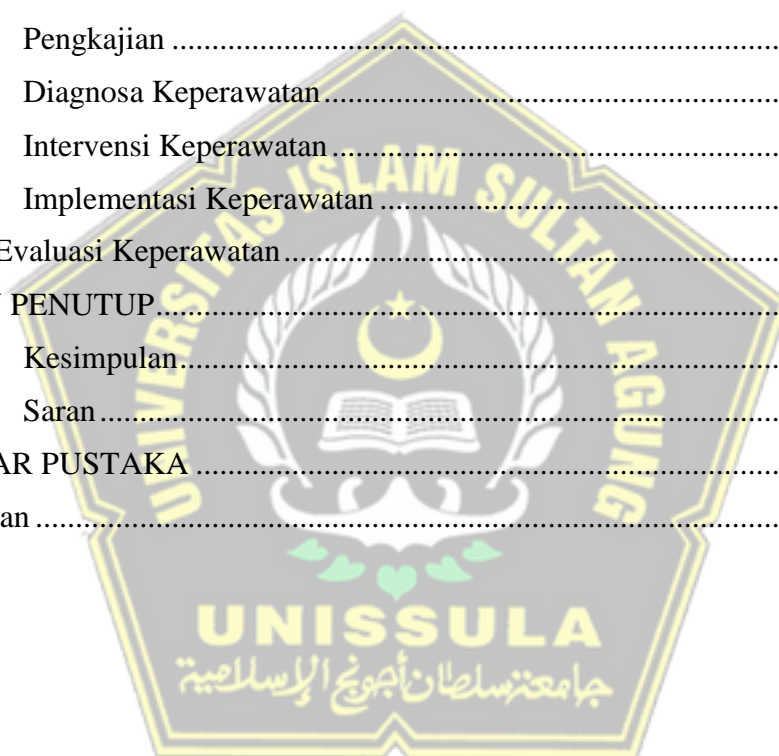 Pengkajian ..........................................................................
Diagnosa Keperawatan..........................................................
Intervensi Keperawatan.........................................................
Implementasi Keperawatan ...................................................
Evaluasi Keperawatan...............................................................
PENUTUP................................................................................
Kesimpulan..........................................................................
Saran.....................................................................................
AR PUSTAKA ...........................................................................
an ...............................................................................................
UNIVERSITAS ISLAM SULTAN AGUNG
UNISSULA
جامعة سلطان أجونج الإسلامية